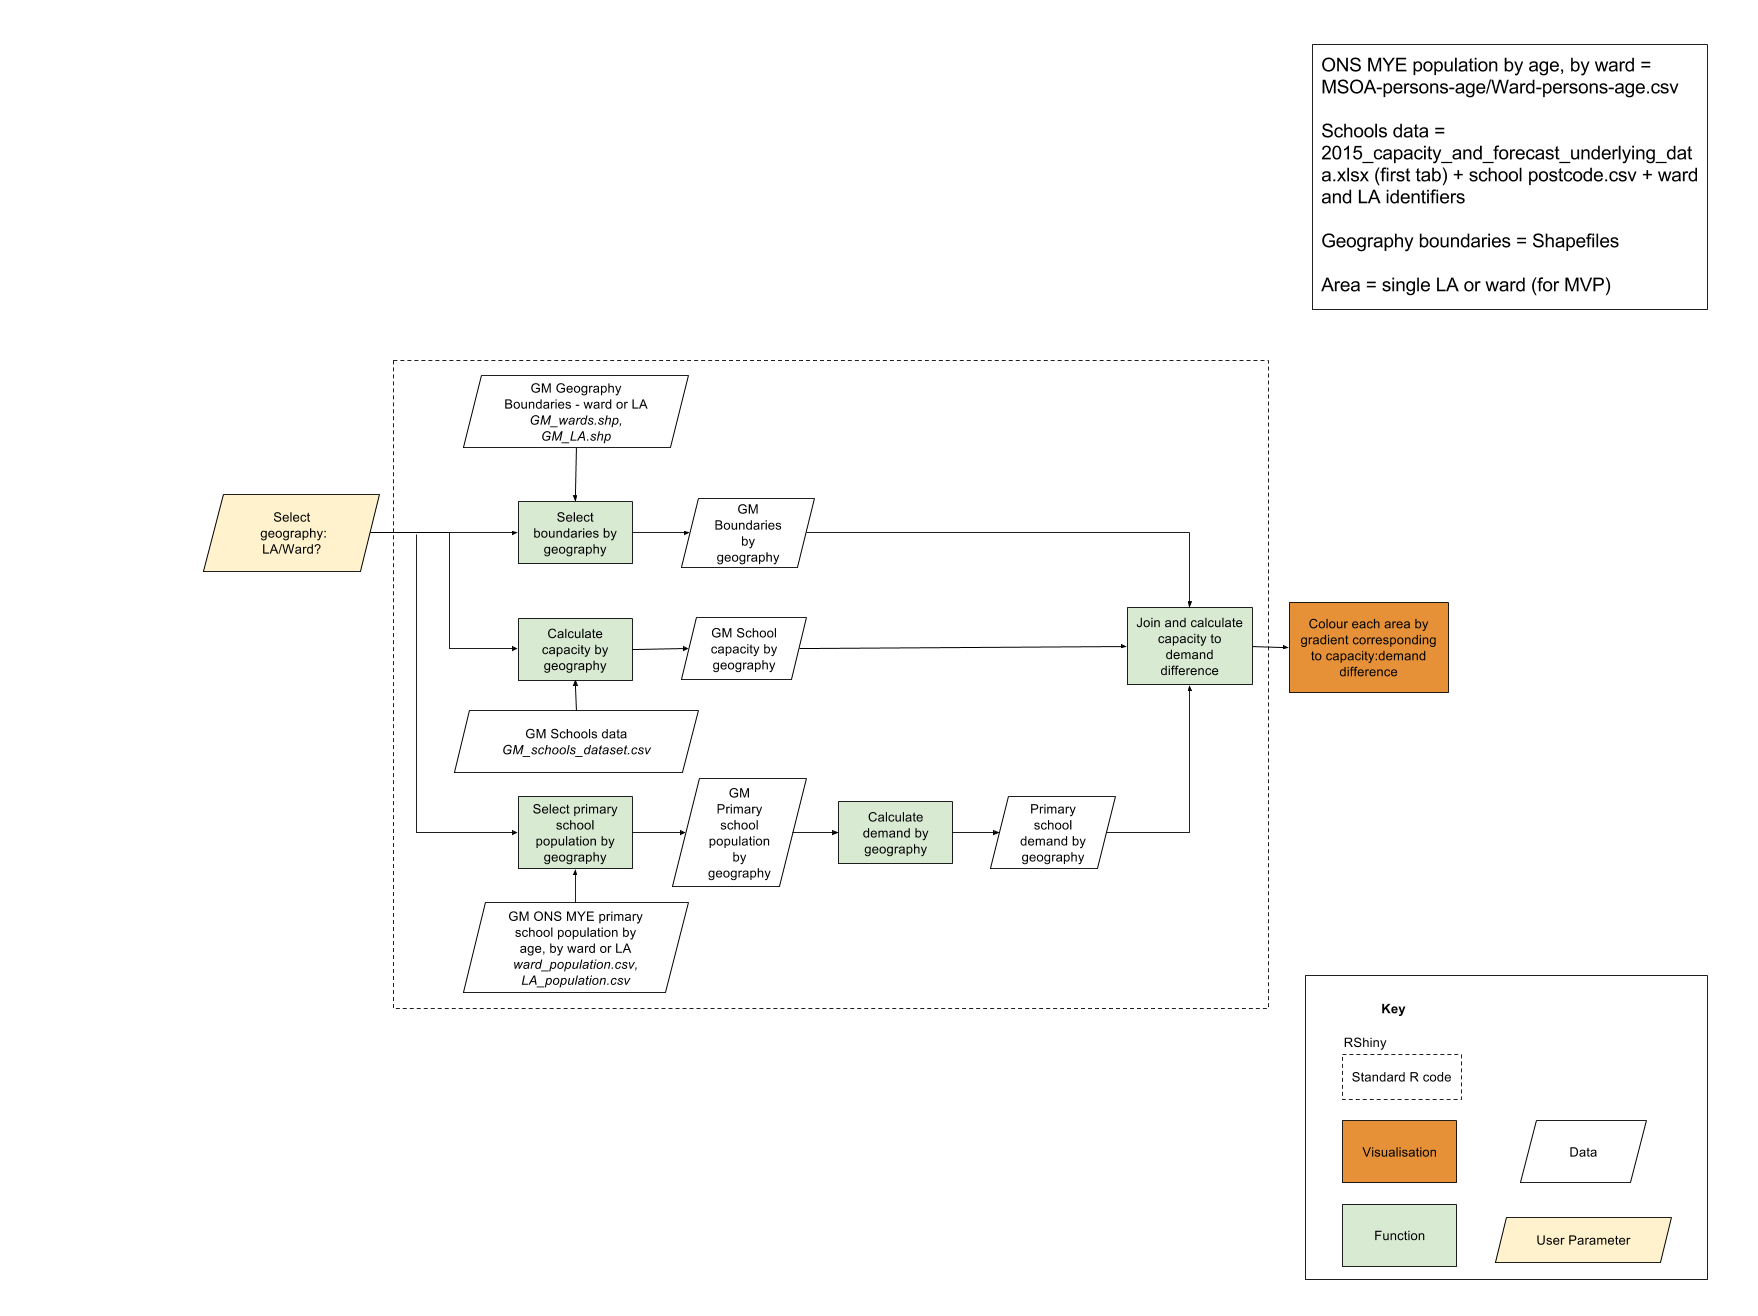 ONS MYE population by age, by ward =
MSOA-persons-age/Ward-persons-age.csv
Schools data =
2015_capacity_and_forecast_underlying_dat
a.xlsx (first tab) + school postcode.csv + ward
and LA identifiers
Geography boundaries = Shapefiles
Area = single LA or ward (for MVP)
GM Geography
Boundaries - ward or LA
GM_wards.shp,
GM_LA.shp
Select
geography:
LA/Ward?
Select
boundaries by
geography
GM
Boundaries
by
geography
Calculate
capacity by
geography
GM School
capacity by
geography
Join and calculate
capacity to
demand
difference
Colour each area by
gradient corresponding
to capacity:demand
difference
GM Schools data
GM_schools_dataset.csv
Select primary
school
population by
geography
GM
Primary
school
population
by
geography
Calculate
demand by
geography
Primary
school
demand by
geography
GM ONS MYE primary
school population by
age, by ward or LA
ward_population.csv,
LA_population.csv
Key
RShiny
Standard R code
Visualisation
Data
Function
User Parameter